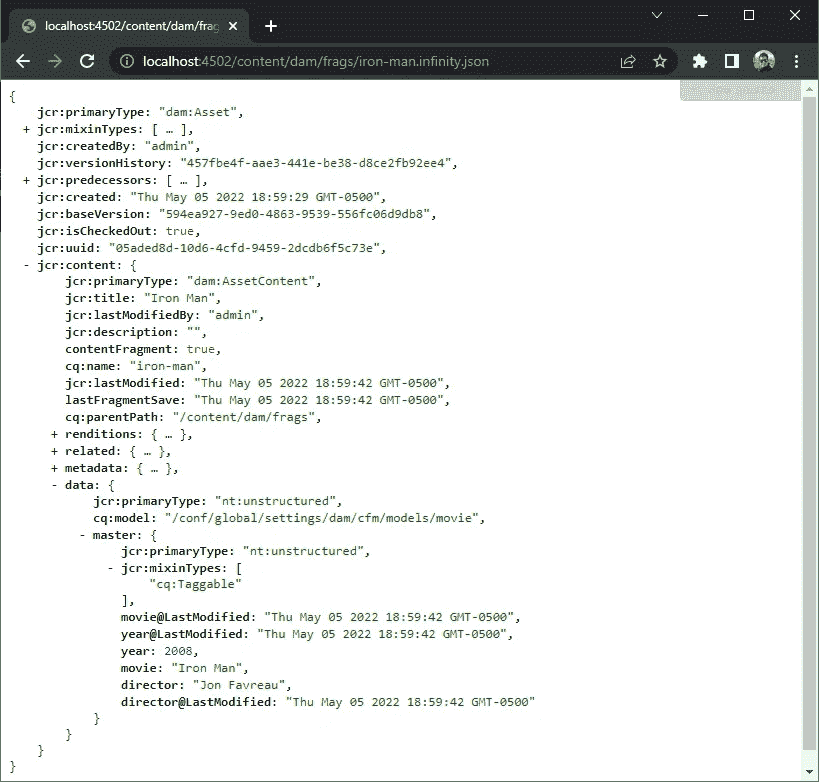 localhost:4502/content/dam/frag
localhost:4502/content/dam/frags/iron-man.infinity.json
{
jcr:primaryType: "dam:Asset",
+ jcr:mixinTypes: [ … ],
jcr:createdBy: "admin",
jcr:versionHistory: "457fbe4f-aae3-441e-be38-d8ce2fb92ee4",
+ jcr:predecessors: [ … ],
jcr:created: "Thu May 05 2022 18:59:29 GMT-0500",
jcr:baseVersion: "594ea927-9ed0-4863-9539-556fc06d9db8",
jcr:isCheckedOut: true,
jcr:uuid: "05aded8d-10d6-4cfd-9459-2dcdb6f5c73e",
- jcr:content: {
jcr:primaryType: "dam:AssetContent",
jcr:title: "Iron Man",
jcr:lastModifiedBy: "admin",
jcr:description: "",
contentFragment: true,
cq:name: "iron-man",
jcr:lastModified: "Thu May 05 2022 18:59:42 GMT-0500",
lastFragmentSave: "Thu May 05 2022 18:59:42 GMT-0500",
cq:parentPath: "/content/dam/frags",
+ renditions: { … },
+ related: { … },
+ metadata: { … },
- data: {
jcr:primaryType: "nt:unstructured",
cq:model: "/conf/global/settings/dam/cfm/models/movie",
- master: {
jcr:primaryType: "nt:unstructured",
- jcr:mixinTypes: [
"cq:Taggable"
],
movie@LastModified: "Thu May 05 2022 18:59:42 GMT-0500",
year@LastModified: "Thu May 05 2022 18:59:42 GMT-0500",
year: 2008,
movie: "Iron Man",
director: "Jon Favreau",
director@LastModified: "Thu May 05 2022 18:59:42 GMT-0500"
}
}
}
}